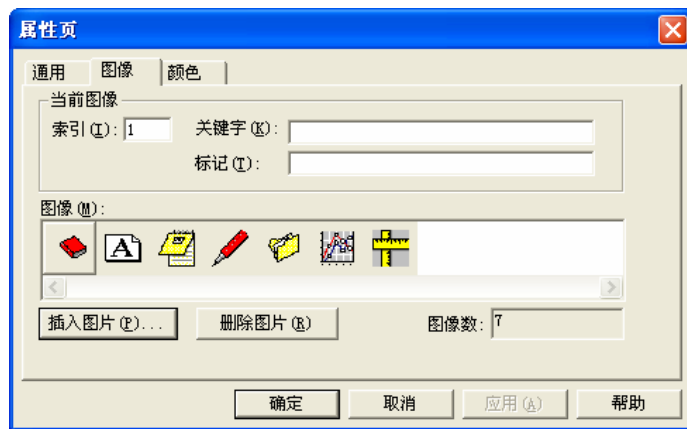 属性页
通用 图像 颜色
当前图像
索引(I): 1 关键字(K):
标记(T):
图像(M):
A
插入图片(P)... 删除图片(R) 图像数: 7
确定 取消 应用(A) 帮助